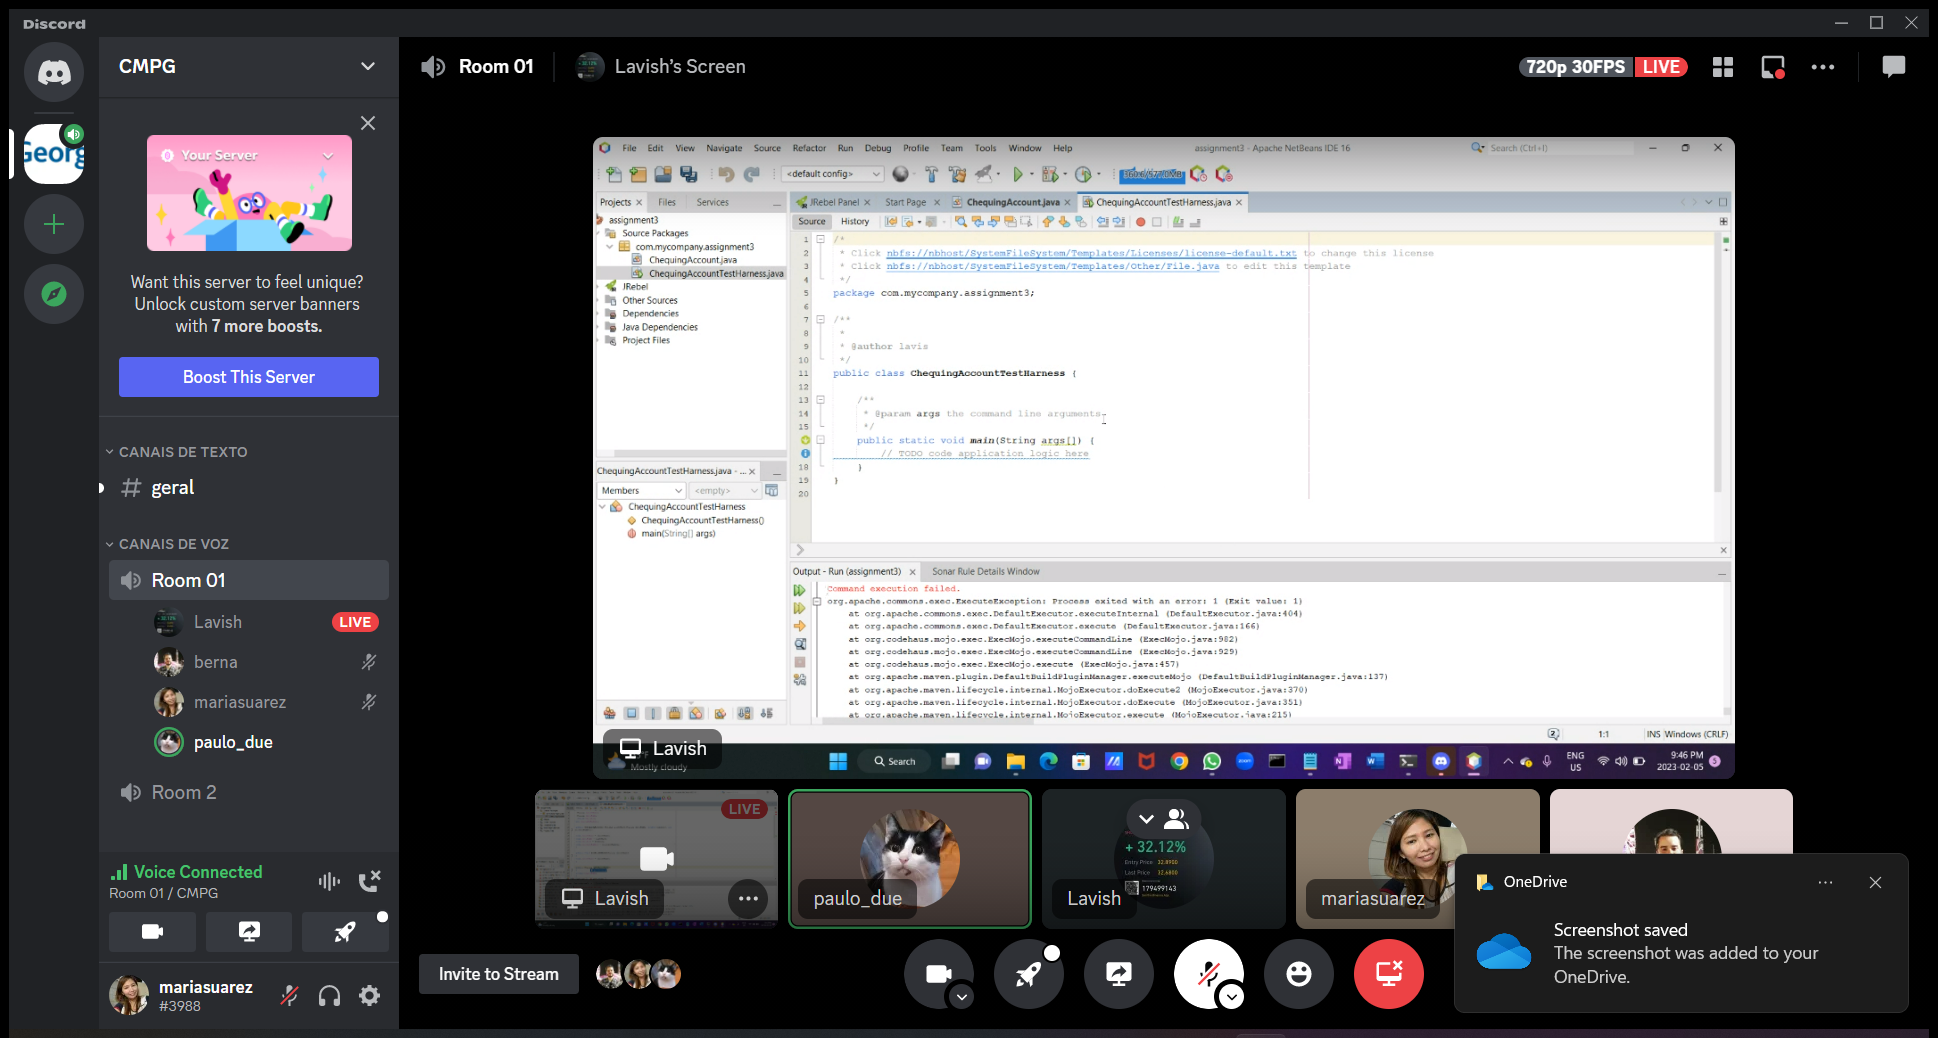 Discord
CMPG
Room 01
Lavish's Screen
720p 30FPS LIVE
Georg
Your Server
Want this server to feel unique?
Unlock custom server banners
with 7 more boosts.
Boost This Server
CANAIS DE TEXTO
# geral
CANAIS DE VOZ
Room 01
Lavish LIVE
berna
mariasuarez
paulo_due
Room 2
Voice Connected
Room 01 / CMPG
mariasuarez
#3988
File Edit View Navigate Source Refactor Run Debug Profile Team Tools Window Help
assignment3 - Apache NetBeans IDE 16
Search (Ctrl+I)
<default config>
Projects Files Services
assignment3
Source Packages
com.mycompany.assignment3
ChequingAccount.java
ChequingAccountTestHarness.java
JRebel
Other Sources
Dependencies
Java Dependencies
Project Files
JRebel Panel Start Page ChequingAccount.java ChequingAccountTestHarness.java
Source History
1 /*
2 * Click nbfs://nbhost/SystemFileSystem/Templates/Licenses/license-default.txt to change this license
3 * Click nbfs://nbhost/SystemFileSystem/Templates/Other/File.java to edit this template
4 */
5 package com.mycompany.assignment3;
6
7 /**
8 *
9 * @author lavis
10 */
11 public class ChequingAccountTestHarness {
12
13 /**
14 * @param args the command line arguments
15 */
public static void main(String args[]) {
// TODO code application logic here
18 }
19 }
20
ChequingAccountTestHarness.java - ...
Members <empty>
ChequingAccountTestHarness
ChequingAccountTestHarness()
main(String[] args)
Output - Run (assignment3) Sonar Rule Details Window
Command execution failed.
org.apache.commons.exec.ExecuteException: Process exited with an error: 1 (Exit value: 1)
at org.apache.commons.exec.DefaultExecutor.executeInternal (DefaultExecutor.java:404)
at org.apache.commons.exec.DefaultExecutor.execute (DefaultExecutor.java:166)
at org.codehaus.mojo.exec.ExecMojo.executeCommandLine (ExecMojo.java:982)
at org.codehaus.mojo.exec.ExecMojo.executeCommandLine (ExecMojo.java:929)
at org.codehaus.mojo.exec.ExecMojo.execute (ExecMojo.java:457)
at org.apache.maven.plugin.DefaultBuildPluginManager.executeMojo (DefaultBuildPluginManager.java:137)
at org.apache.maven.lifecycle.internal.MojoExecutor.doExecute2 (MojoExecutor.java:370)
at org.apache.maven.lifecycle.internal.MojoExecutor.doExecute (MojoExecutor.java:351)
at org.apache.maven.lifecycle.internal.MojoExecutor.execute (MojoExecutor.java:215)
1:1 INS Windows (CRLF)
Lavish
Mostly cloudy
Search
ENG
US
9:46 PM
2023-02-05
LIVE
Lavish
paulo_due
+ 32.12%
Entry Price 32.8900
Last Price 32.6800
179499143
Lavish
mariasuarez
Invite to Stream
OneDrive
Screenshot saved
The screenshot was added to your
OneDrive.